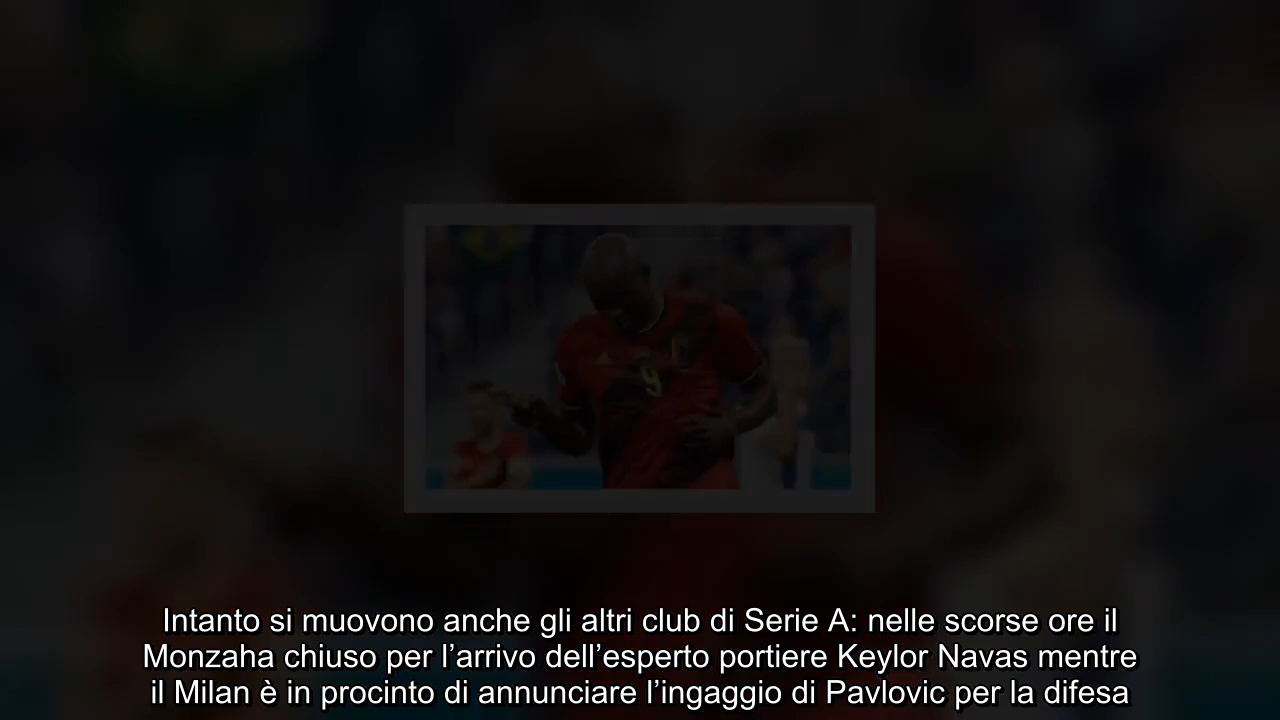 Intanto si muovono anche gli altri club di Serie A: nelle scorse ore il
Monzaha chiuso per l’arrivo dell’esperto portiere Keylor Navas mentre
il Milan è in procinto di annunciare l’ingaggio di Pavlovic per la difesa
9